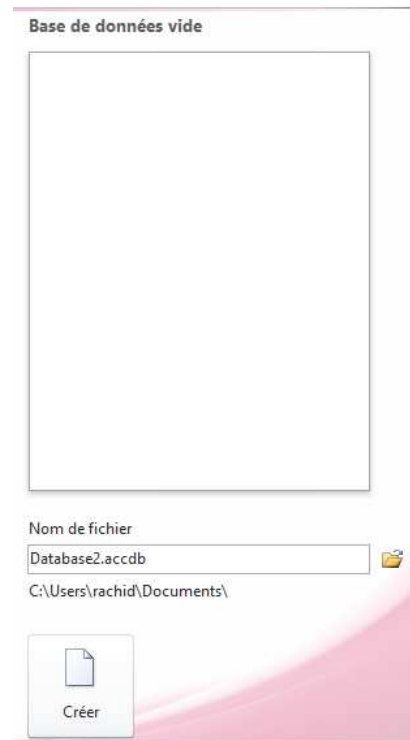 Base de données vide
Nom de fichier
Database2.accdb
C:\Users\rachid\Documents\
Créer